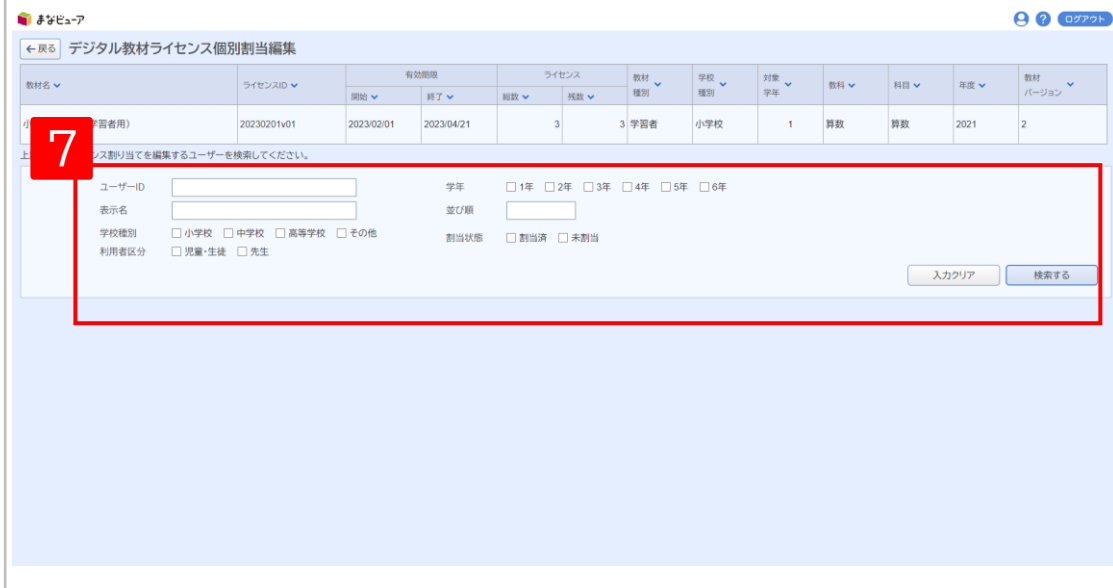 まなビューア
? ログアウト
←戻る デジタル教材ライセンス個別割当編集
教材名 ライセンスID 有効期限 ライセンス 教材種別 学校種別 対象学年 教科 科目 年度 教材バージョン
開始 終了 総数 残数
小 学習者用) 20230201v01 2023/02/01 2023/04/21 3 3 学習者 小学校 1 算数 算数 2021 2
7
上 ンス割り当てを編集するユーザーを検索してください。
ユーザーID 学年 1年 2年 3年 4年 5年 6年
表示名 並び順
学校種別 小学校 中学校 高等学校 その他 割当状態 割当済 未割当
利用者区分 児童・生徒 先生
入力クリア 検索する